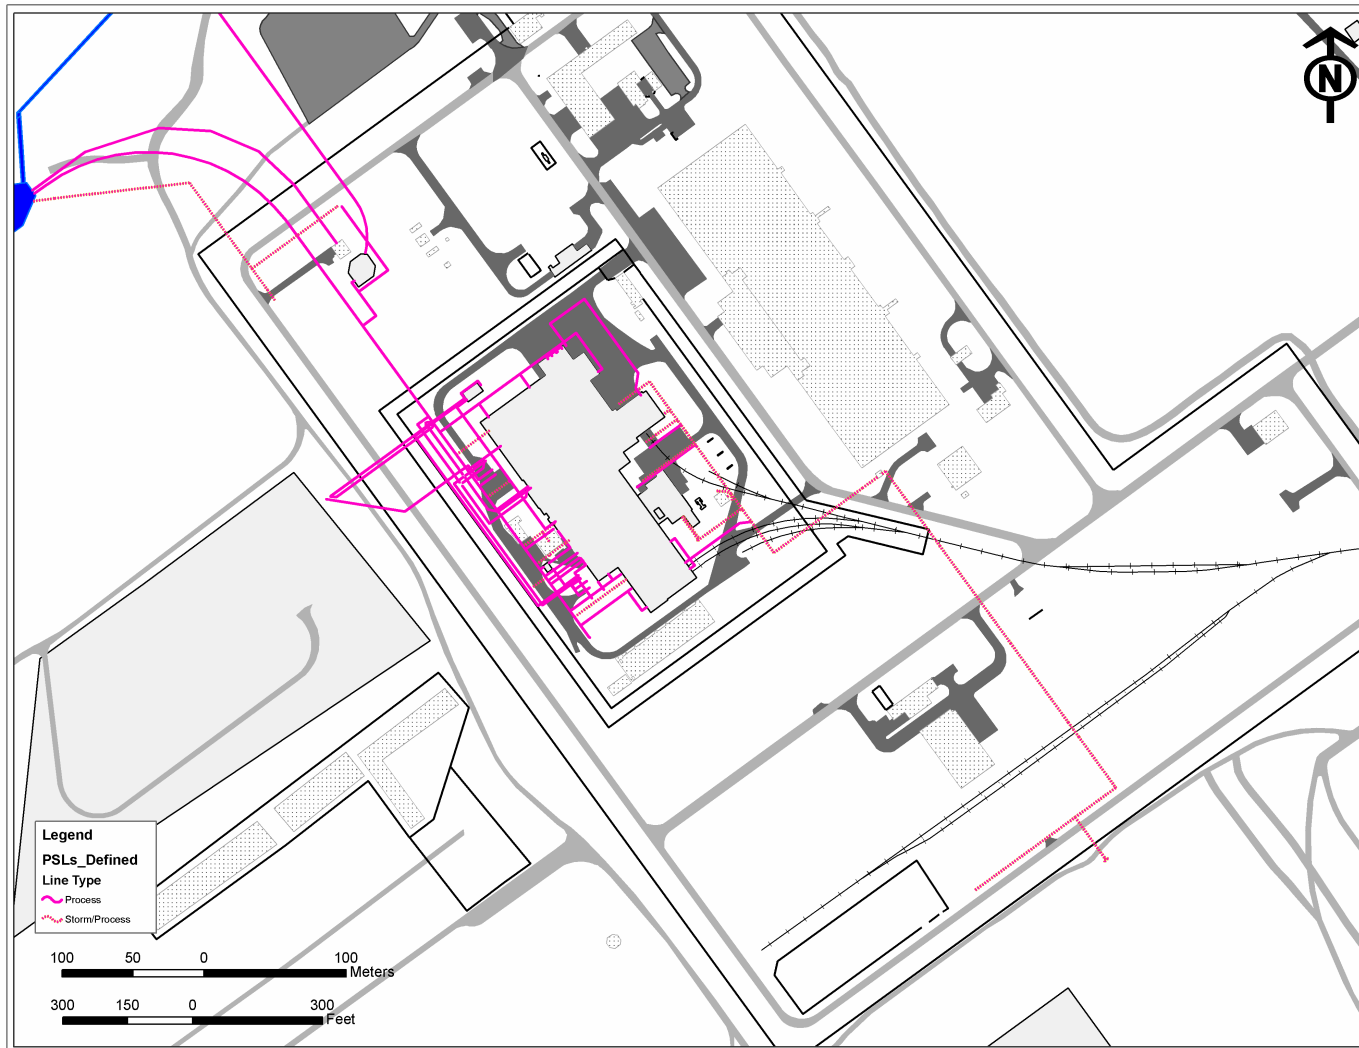 N
Legend
PSLs_Defined
Line Type
Process
Storm/Process
100 50 0 100
Meters
300 150 0 300
Feet